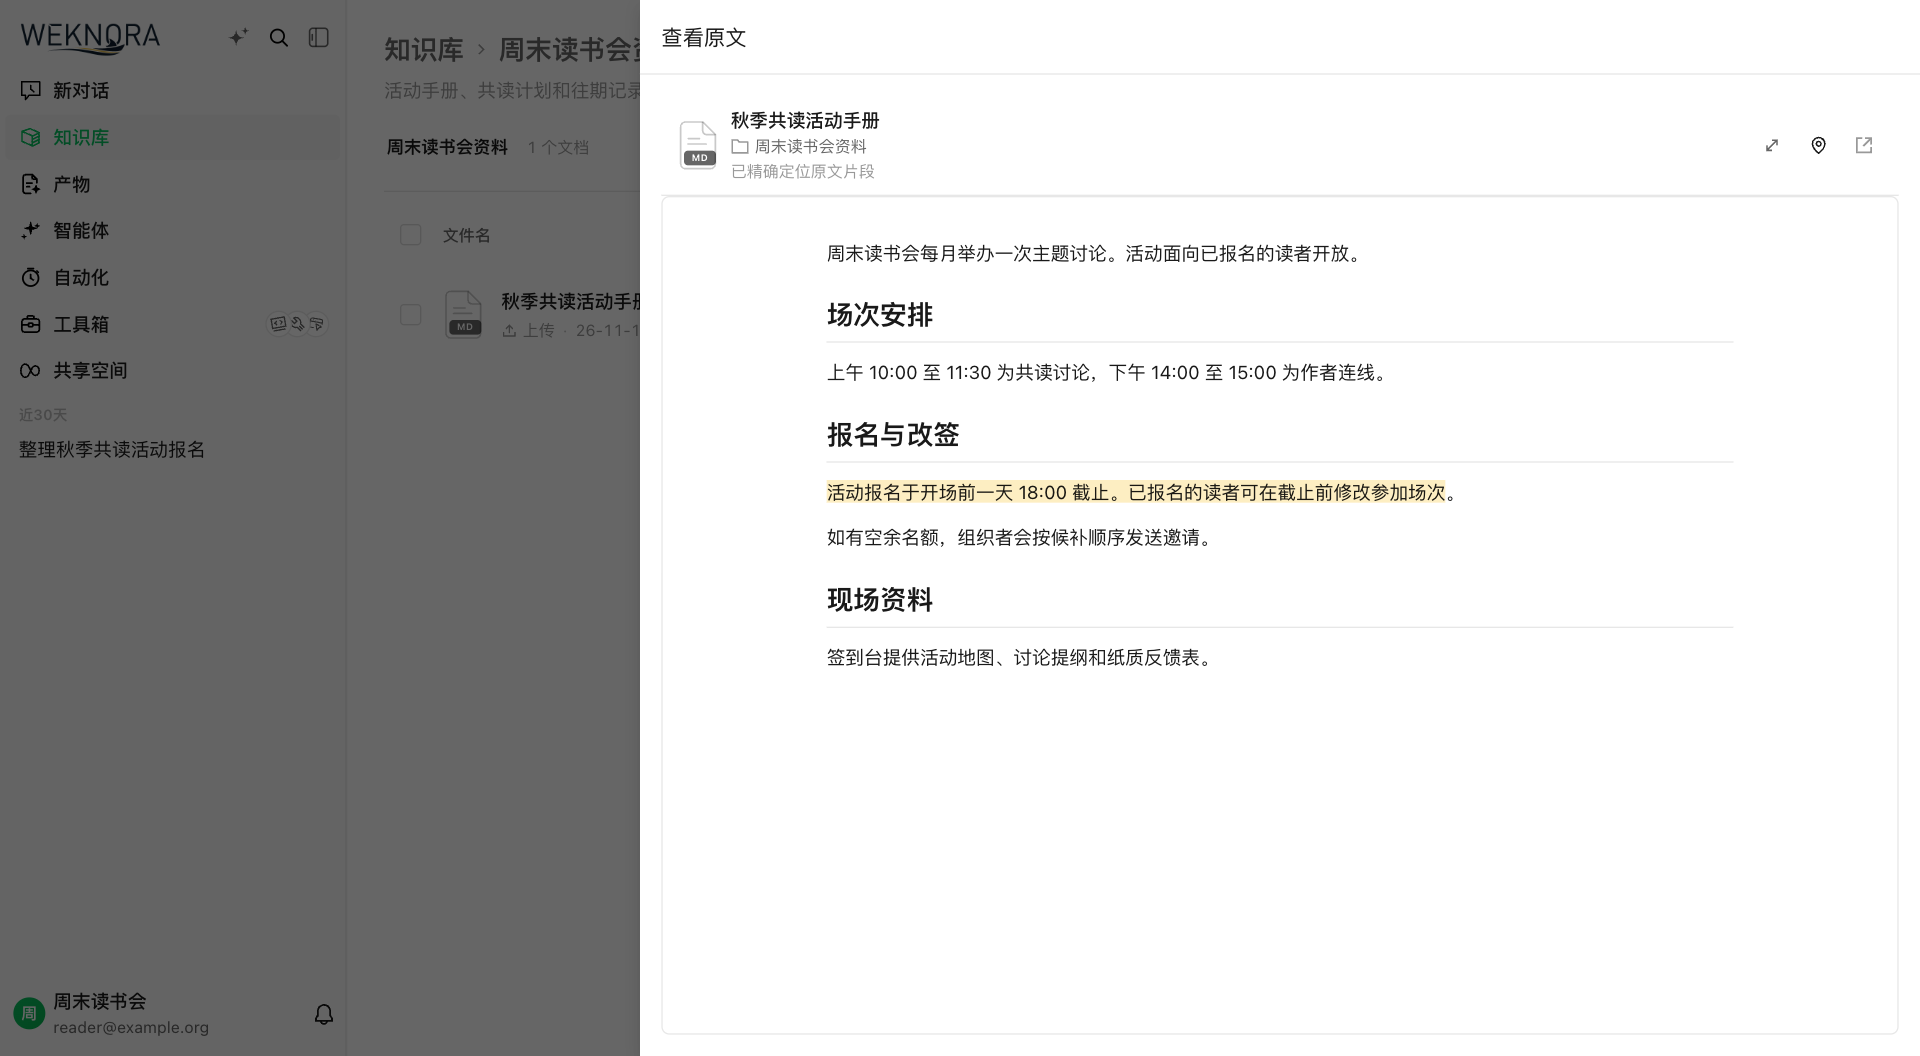 WEKNORA
新对话
知识库
产物
智能体
自动化
工具箱
共享空间
近30天
整理秋季共读活动报名
周
周末读书会
reader@example.org
知识库 › 周末读书会
活动手册、共读计划和往期记录
周末读书会资料 1 个文档
文件名
MD
秋季共读活动手册
上传 · 26-11-1
查看原文
MD
秋季共读活动手册
周末读书会资料
已精确定位原文片段
周末读书会每月举办一次主题讨论。活动面向已报名的读者开放。
场次安排
上午 10:00 至 11:30 为共读讨论，下午 14:00 至 15:00 为作者连线。
报名与改签
活动报名于开场前一天 18:00 截止。已报名的读者可在截止前修改参加场次。
如有空余名额，组织者会按候补顺序发送邀请。
现场资料
签到台提供活动地图、讨论提纲和纸质反馈表。